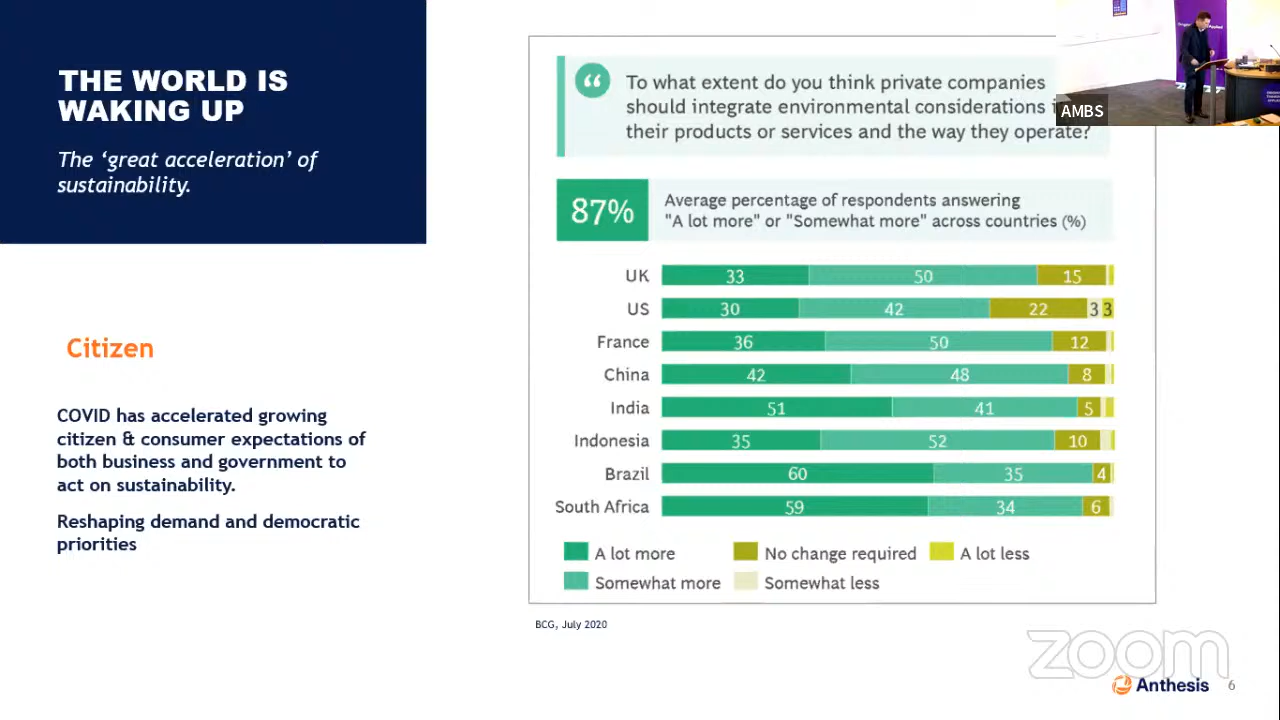 THE WORLD IS
WAKING UP
The ‘great acceleration’ of
sustainability.
Citizen
COVID has accelerated growing
citizen & consumer expectations of
both business and government to
act on sustainability.
Reshaping demand and democratic
priorities
“
To what extent do you think private companies
should integrate environmental considerations
their products or services and the way they operate?
87%
Average percentage of respondents answering
"A lot more" or "Somewhat more" across countries (%)
UK 33 50 15
US 30 42 22 3 3
France 36 50 12
China 42 48 8
India 51 41 5
Indonesia 35 52 10
Brazil 60 35 4
South Africa 59 34 6
A lot more No change required A lot less
Somewhat more Somewhat less
BCG, July 2020
AMBS
zoom
Anthesis 6